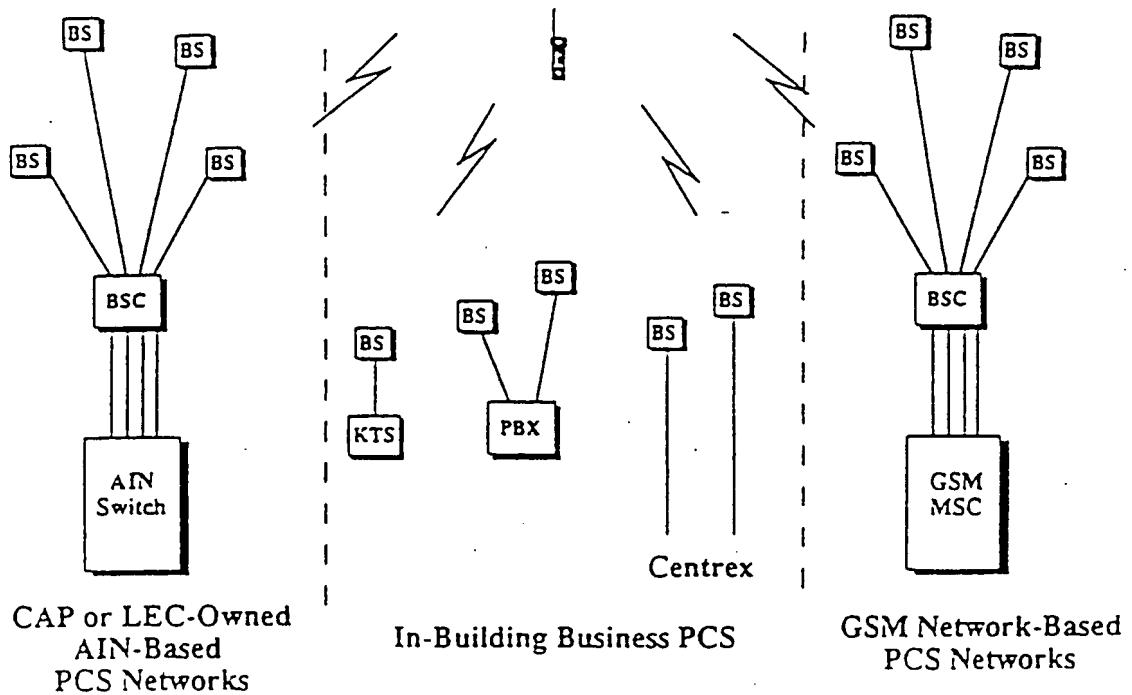 BS
BS
BS
BS
BSC
AIN
Switch
CAP or LEC-Owned
AIN-Based
PCS Networks
BS
BS
BS
KTS
PBX
BS
BS
Centrex
In-Building Business PCS
BS
BS
BS
BS
BSC
GSM
MSC
GSM Network-Based
PCS Networks